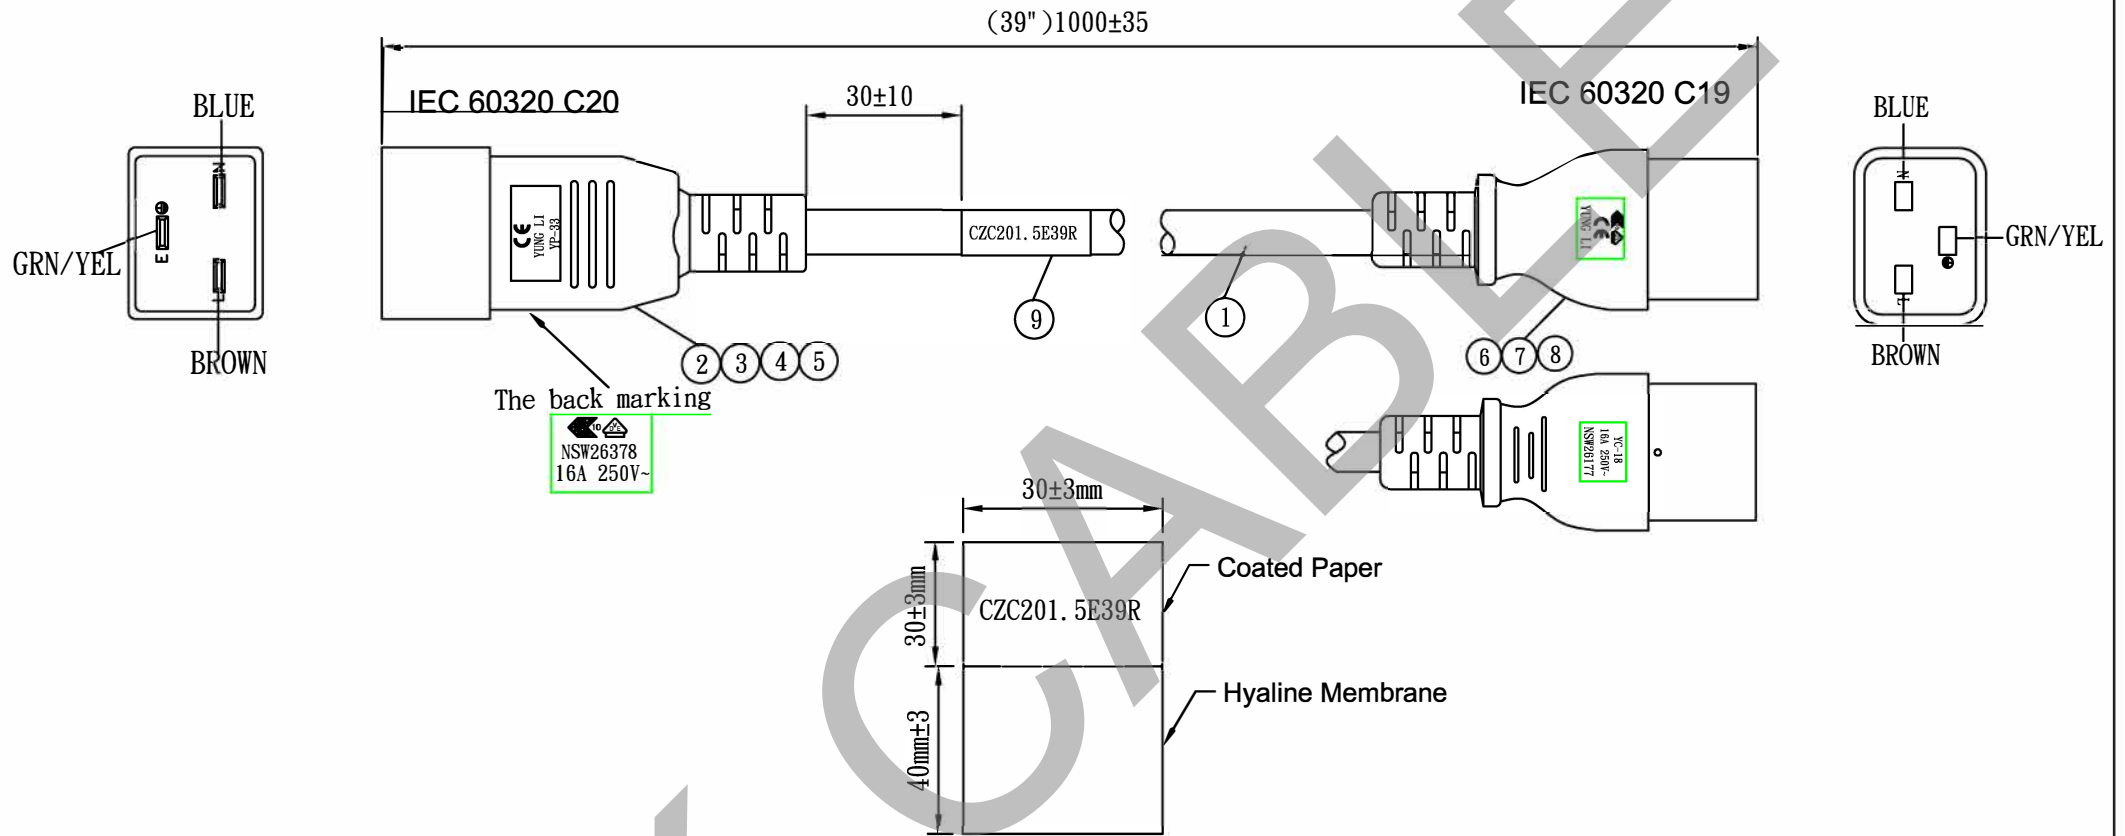 (39")1000±35
IEC 60320 C20
30±10
IEC 60320 C19
BLUE
N
E
GRN/YEL
L
BROWN
CE
YUNG LI
YP-33
CZC201.5E39R
CE
YUNG LI
BLUE
N
GRN/YEL
L
BROWN
9
1
2 3 4 5
6 7 8
The back marking
10
NSW26378
16A 250V~
YC-18
16A 250V~
NSW26177
30±3mm
30±3mm
CZC201.5E39R
Coated Paper
40mm±3
Hyaline Membrane
CABLE